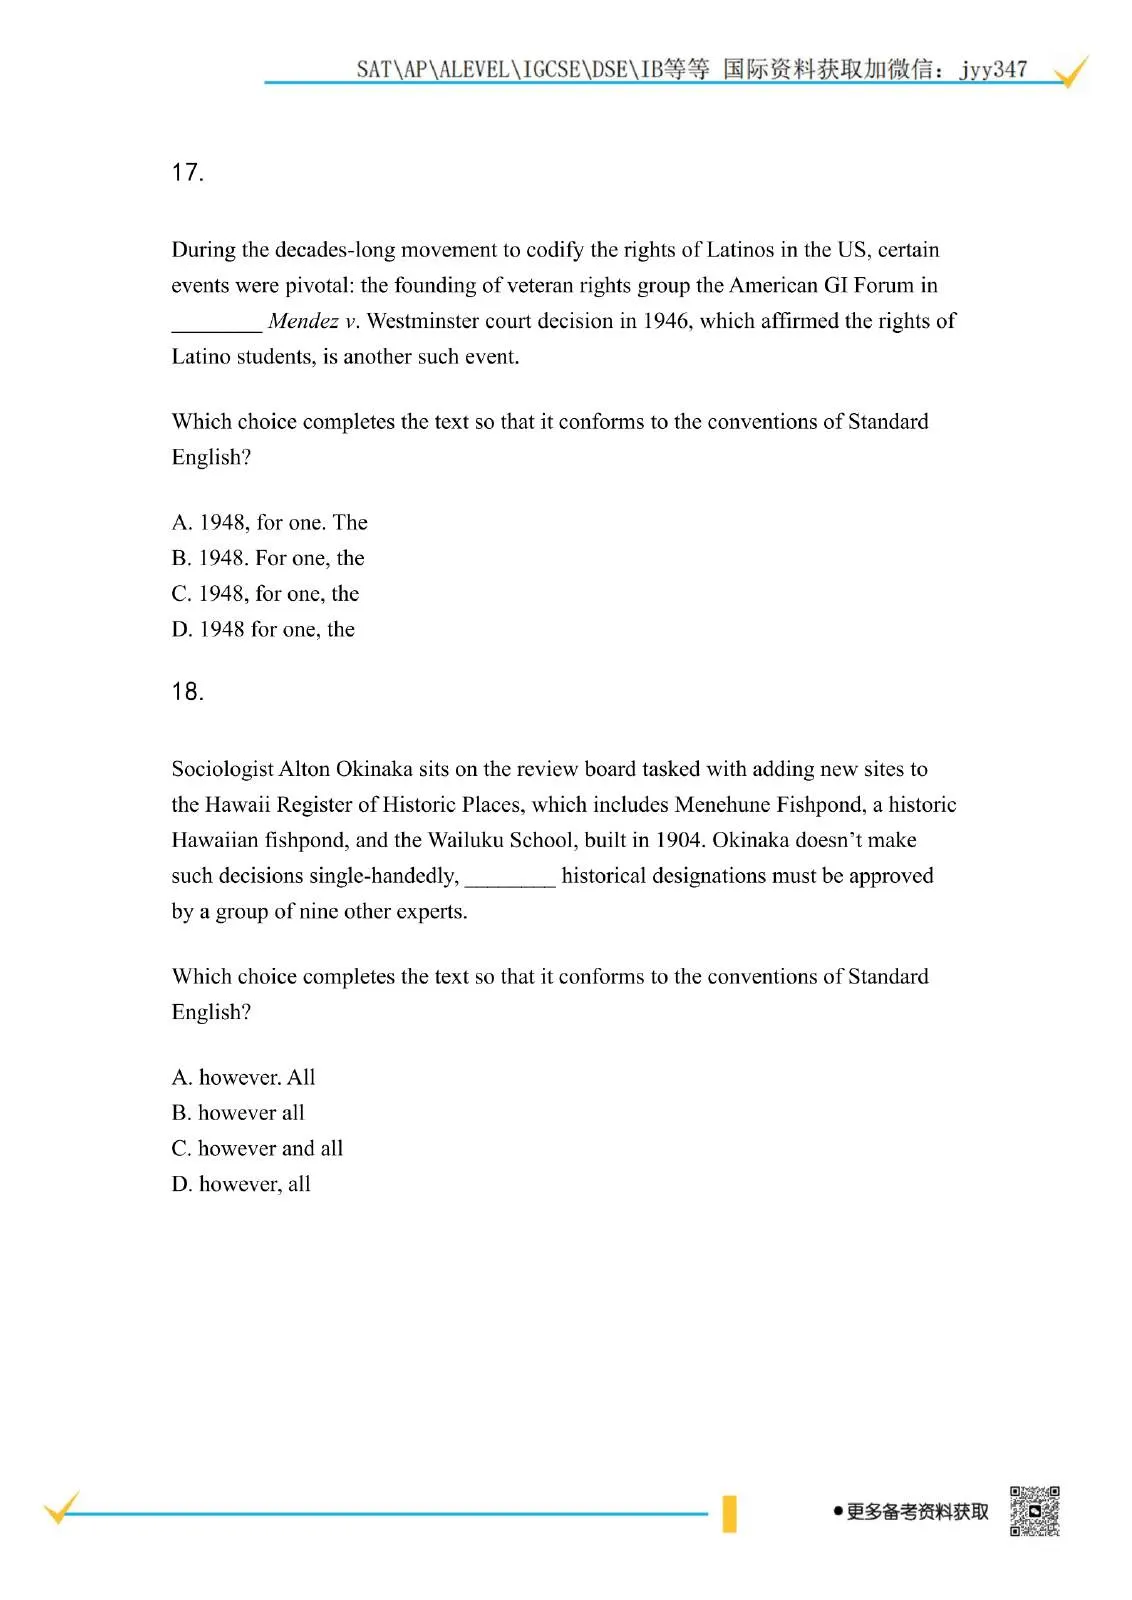 SAT\AP\ALEVEL\IGCSE\DSE\IB等等 国际资料获取加微信：jyy347
17.
During the decades-long movement to codify the rights of Latinos in the US, certain
events were pivotal: the founding of veteran rights group the American GI Forum in
________ Mendez v. Westminster court decision in 1946, which affirmed the rights of
Latino students, is another such event.
Which choice completes the text so that it conforms to the conventions of Standard
English?
A. 1948, for one. The
B. 1948. For one, the
C. 1948, for one, the
D. 1948 for one, the
18.
Sociologist Alton Okinaka sits on the review board tasked with adding new sites to
the Hawaii Register of Historic Places, which includes Menehune Fishpond, a historic
Hawaiian fishpond, and the Wailuku School, built in 1904. Okinaka doesn’t make
such decisions single-handedly, ________ historical designations must be approved
by a group of nine other experts.
Which choice completes the text so that it conforms to the conventions of Standard
English?
A. however. All
B. however all
C. however and all
D. however, all
●更多备考资料获取